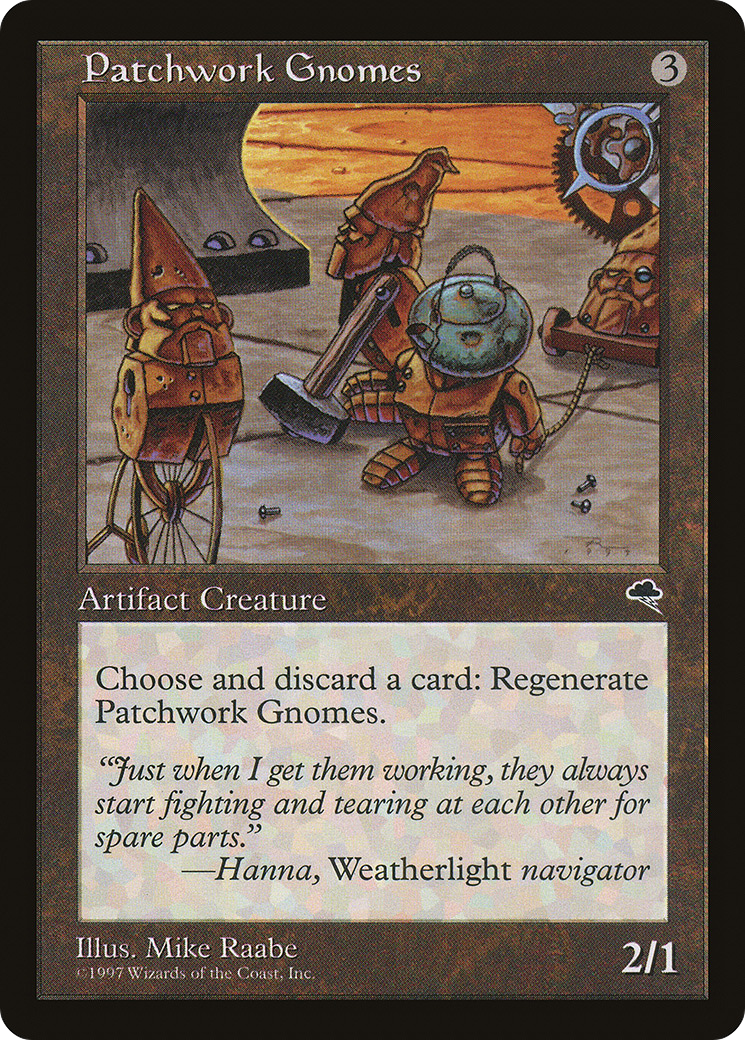 Patchwork Gnomes 3
Artifact Creature
Choose and discard a card: Regenerate
Patchwork Gnomes.
“Just when I get them working, they always
start fighting and tearing at each other for
spare parts.”
—Hanna, Weatherlight navigator
Illus. Mike Raabe
©1997 Wizards of the Coast, Inc.
2/1